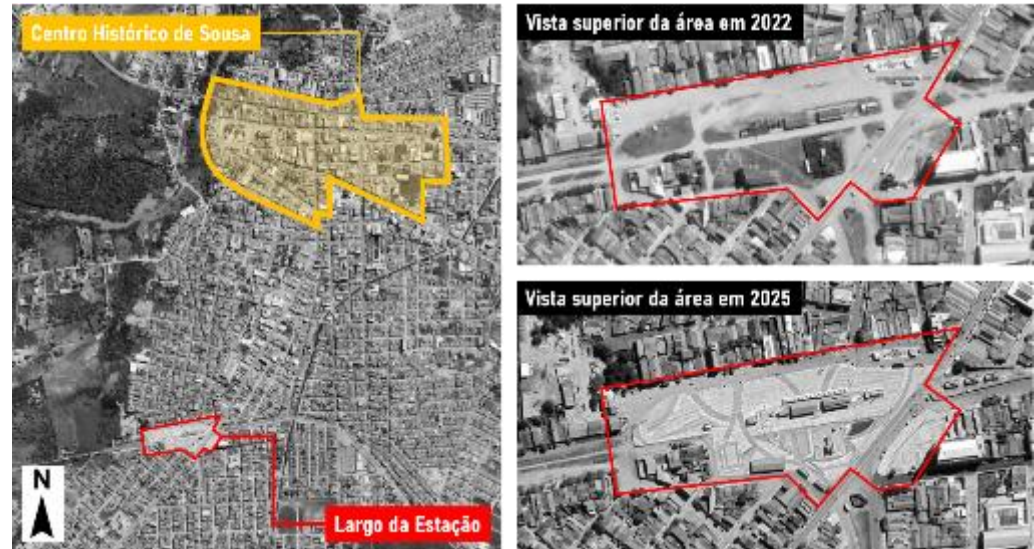 Centro Histórico de Sousa
N
Largo da Estação
Vista superior da área em 2022
Vista superior da área em 2025